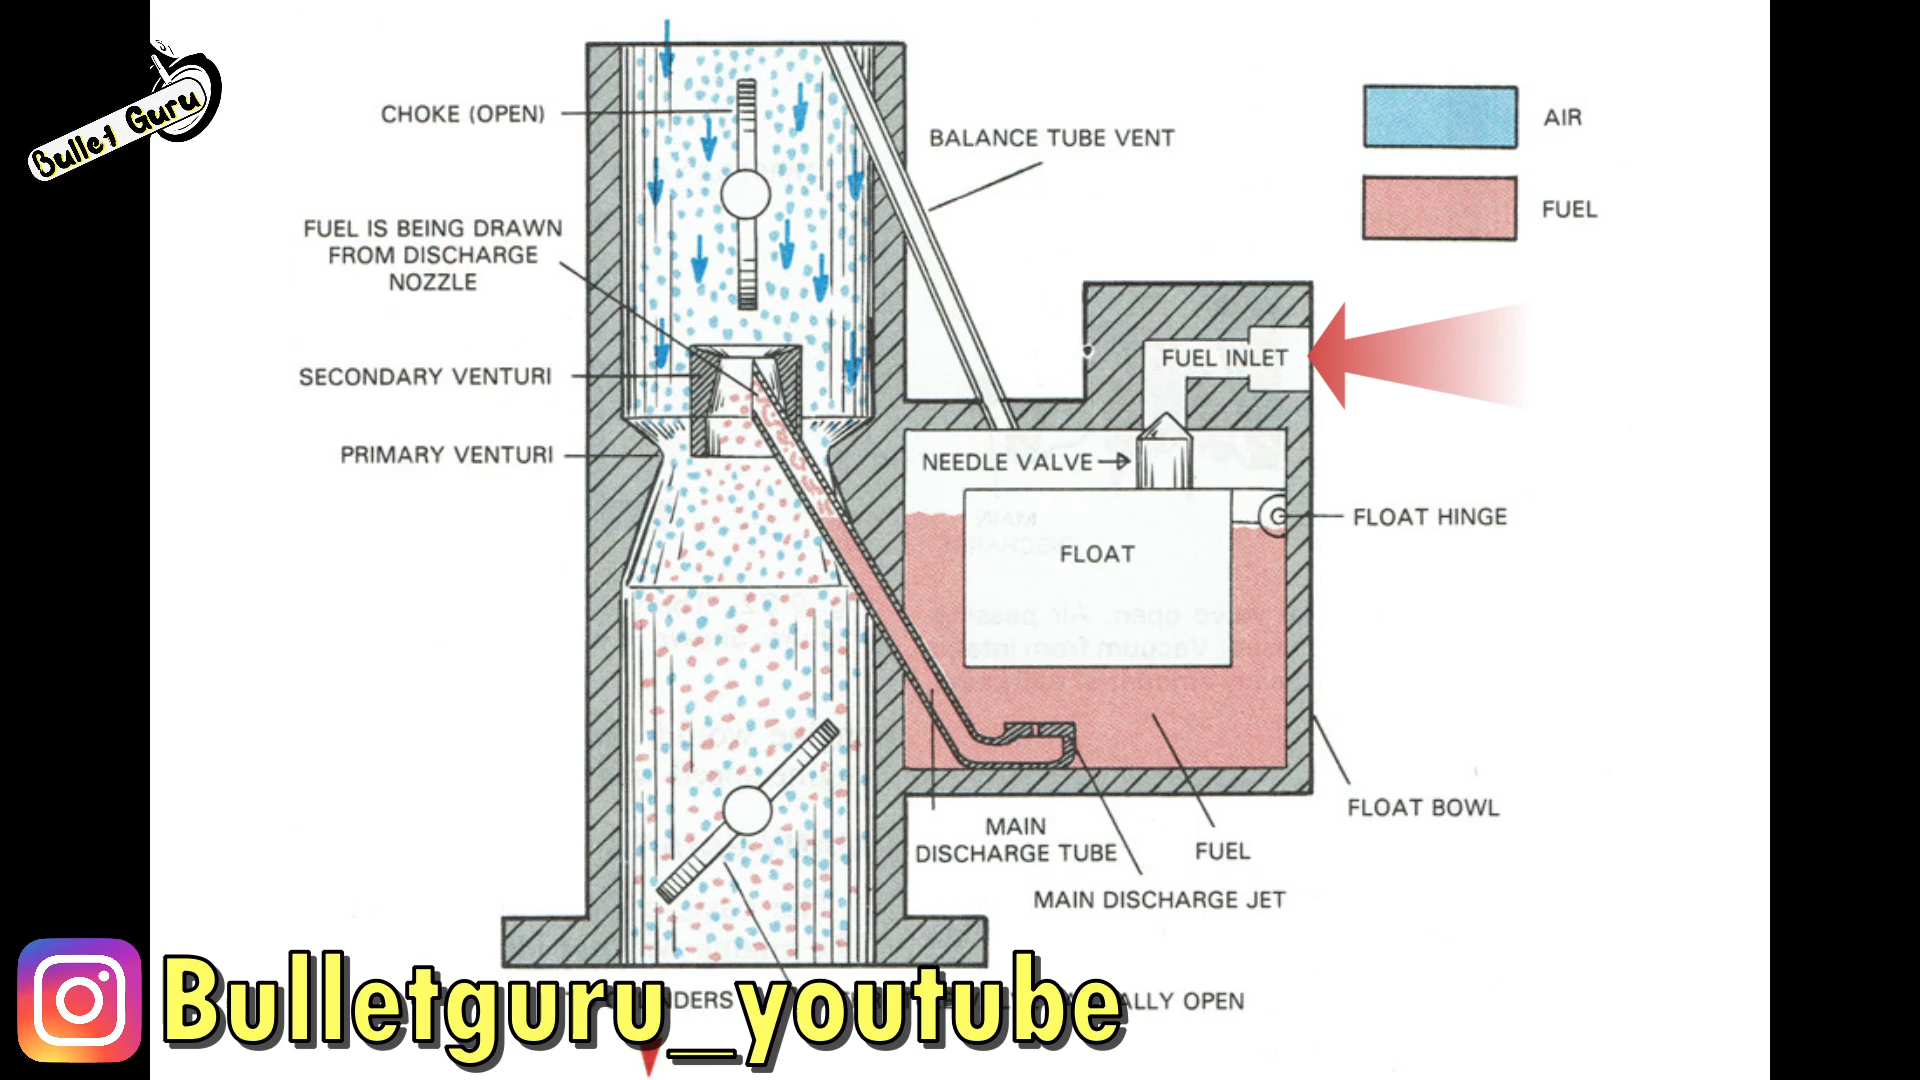 Bullet Guru
CHOKE (OPEN)
BALANCE TUBE VENT
AIR
FUEL
FUEL IS BEING DRAWN
FROM DISCHARGE
NOZZLE
FUEL INLET
SECONDARY VENTURI
PRIMARY VENTURI
NEEDLE VALVE
FLOAT HINGE
FLOAT
FLOAT BOWL
MAIN
DISCHARGE TUBE
FUEL
MAIN DISCHARGE JET
OPEN
Bulletguru_youtube